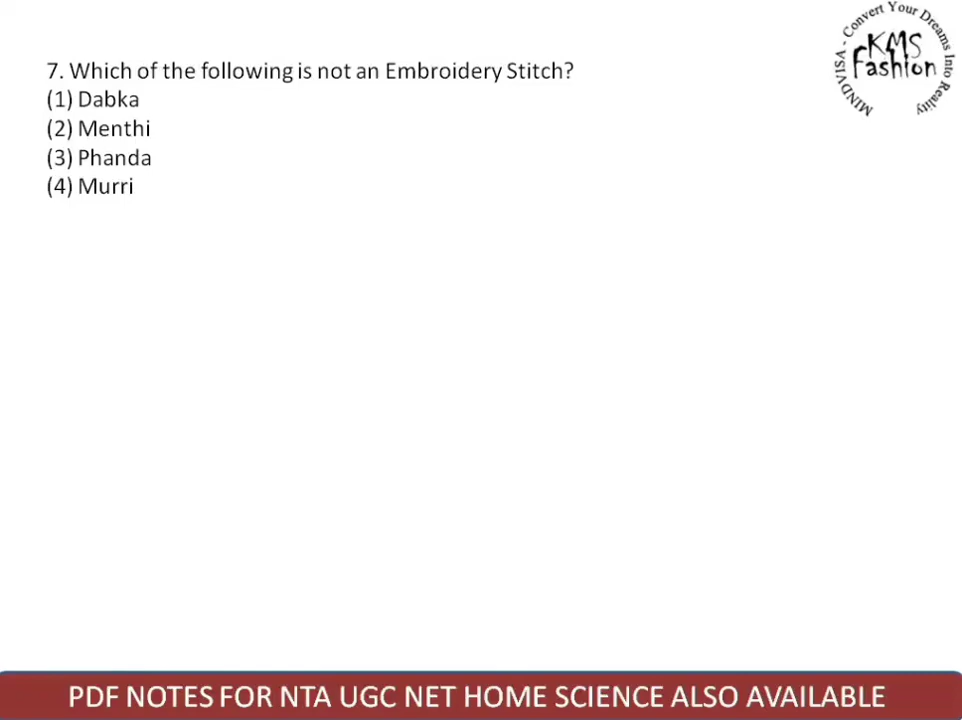 7. Which of the following is not an Embroidery Stitch?
(1) Dabka
(2) Menthi
(3) Phanda
(4) Murri
MINDVISA - Convert Your Dreams Into Reality
KMS
Fashion
PDF NOTES FOR NTA UGC NET HOME SCIENCE ALSO AVAILABLE